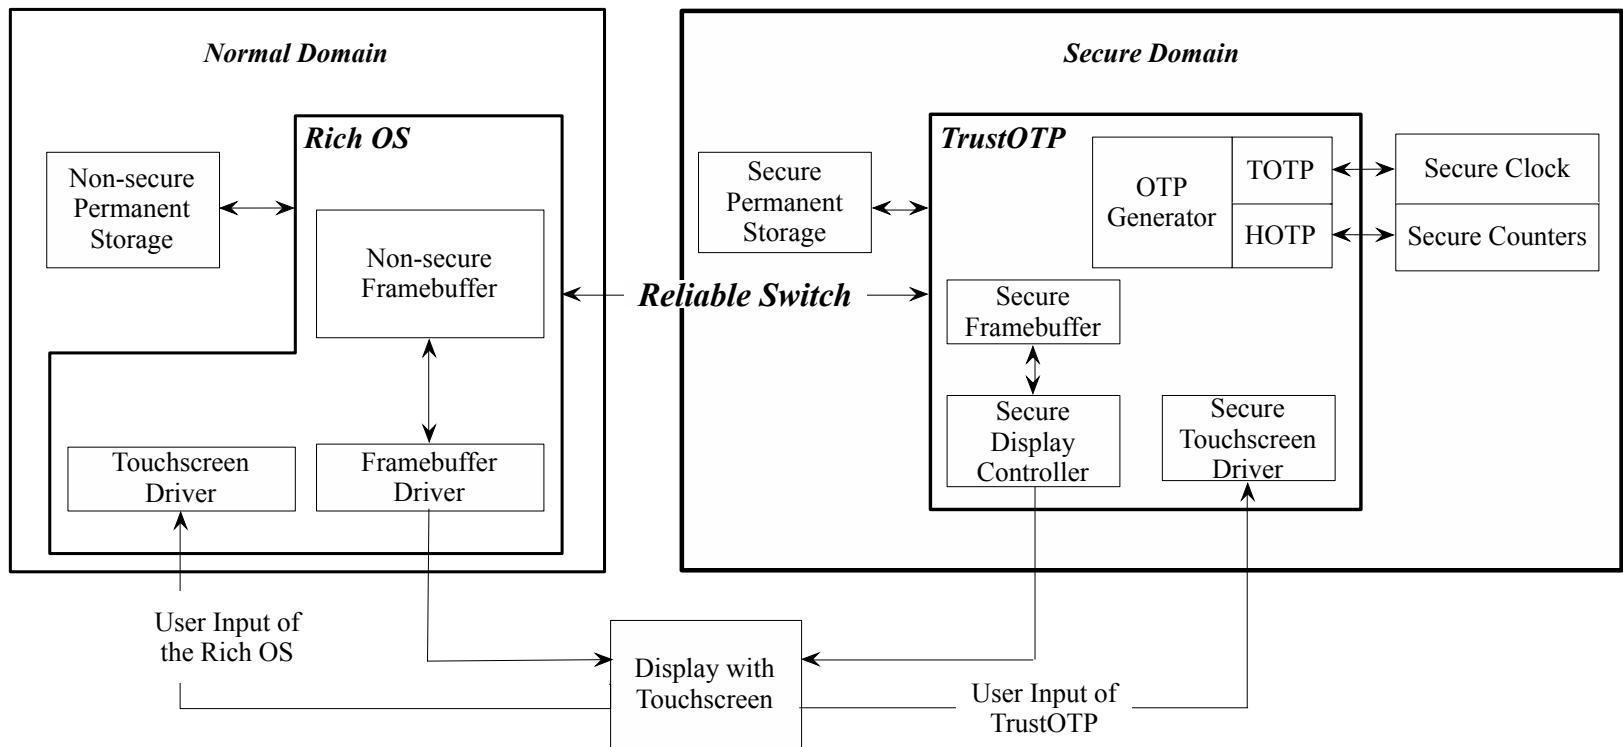 Normal Domain
Rich OS
Non-secure
Permanent
Storage
Non-secure
Framebuffer
Touchscreen
Driver
Framebuffer
Driver
Reliable Switch
Secure Domain
TrustOTP
Secure
Permanent
Storage
OTP
Generator
TOTP
HOTP
Secure Clock
Secure Counters
Secure
Framebuffer
Secure
Display
Controller
Secure
Touchscreen
Driver
User Input of
the Rich OS
Display with
Touchscreen
User Input of
TrustOTP